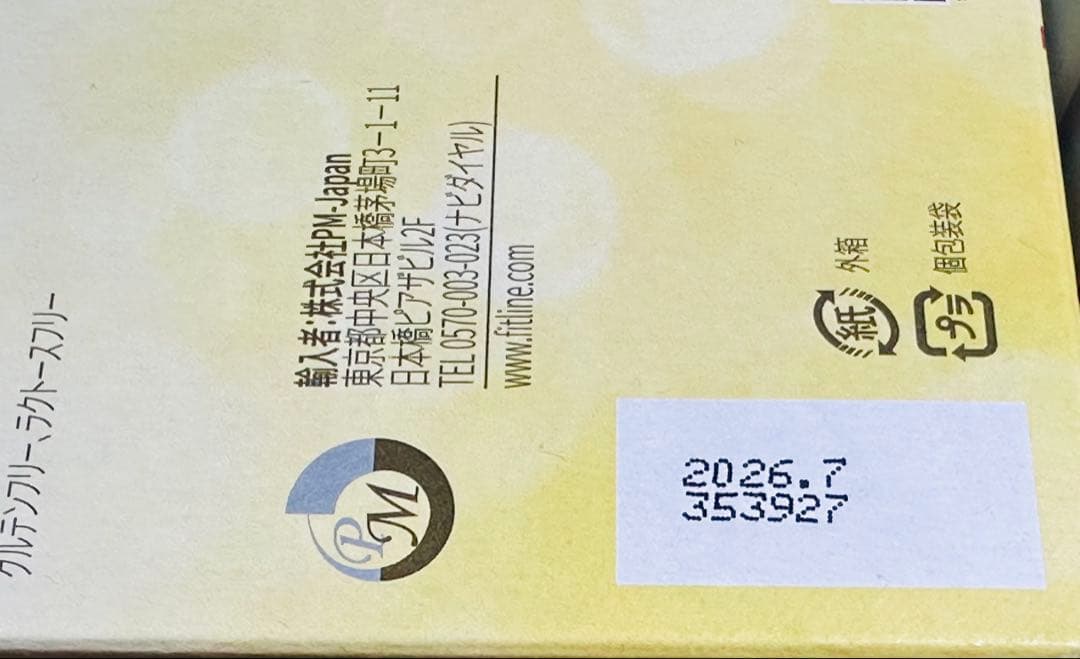 グルテンフリー、ラクトースフリー
輸入者:株式会社PM-Japan
東京都中央区日本橋茅場町3-1-11
日本橋ピアザビル2F
TEL 0570-003-023(ナビダイヤル)
www.fitline.com
PM
紙 外箱
プラ 個包装袋
2026.7
353927